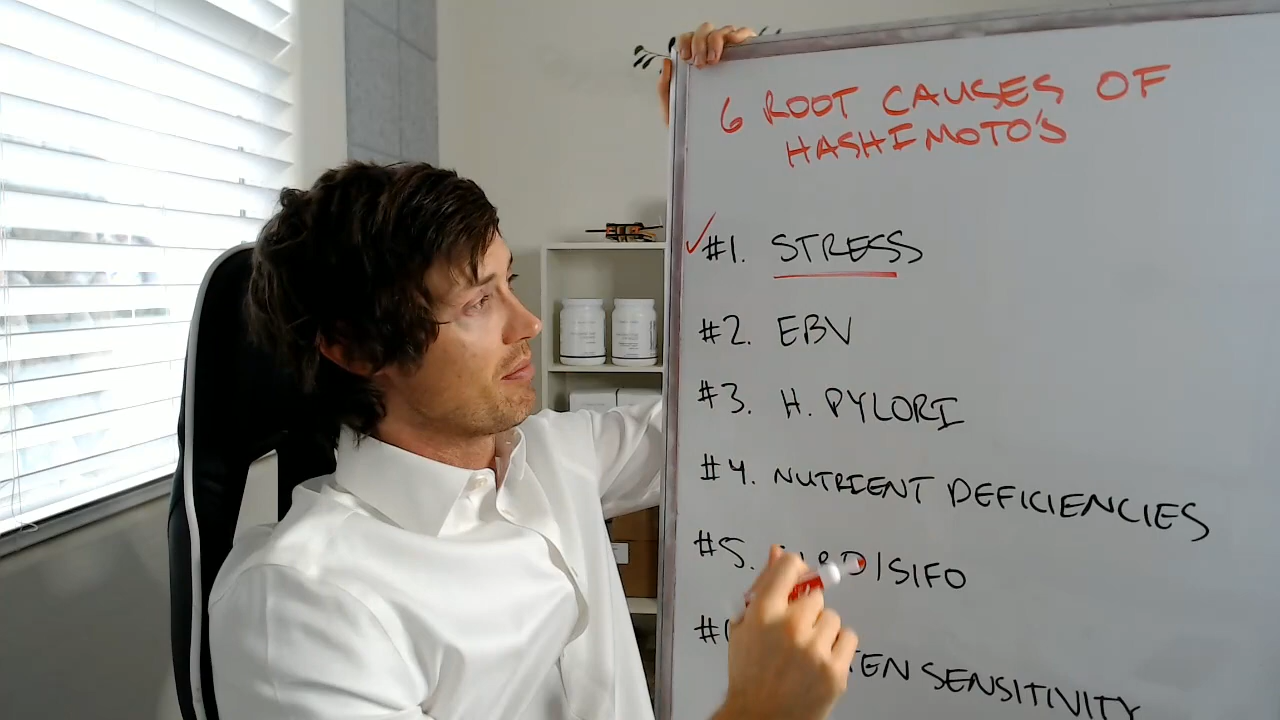 6 ROOT CAUSES OF
HASHIMOTO'S
#1. STRESS
#2. EBV
#3. H. PYLORI
#4. NUTRIENT DEFICIENCIES
#5. /SIFO
SENSITIVITY